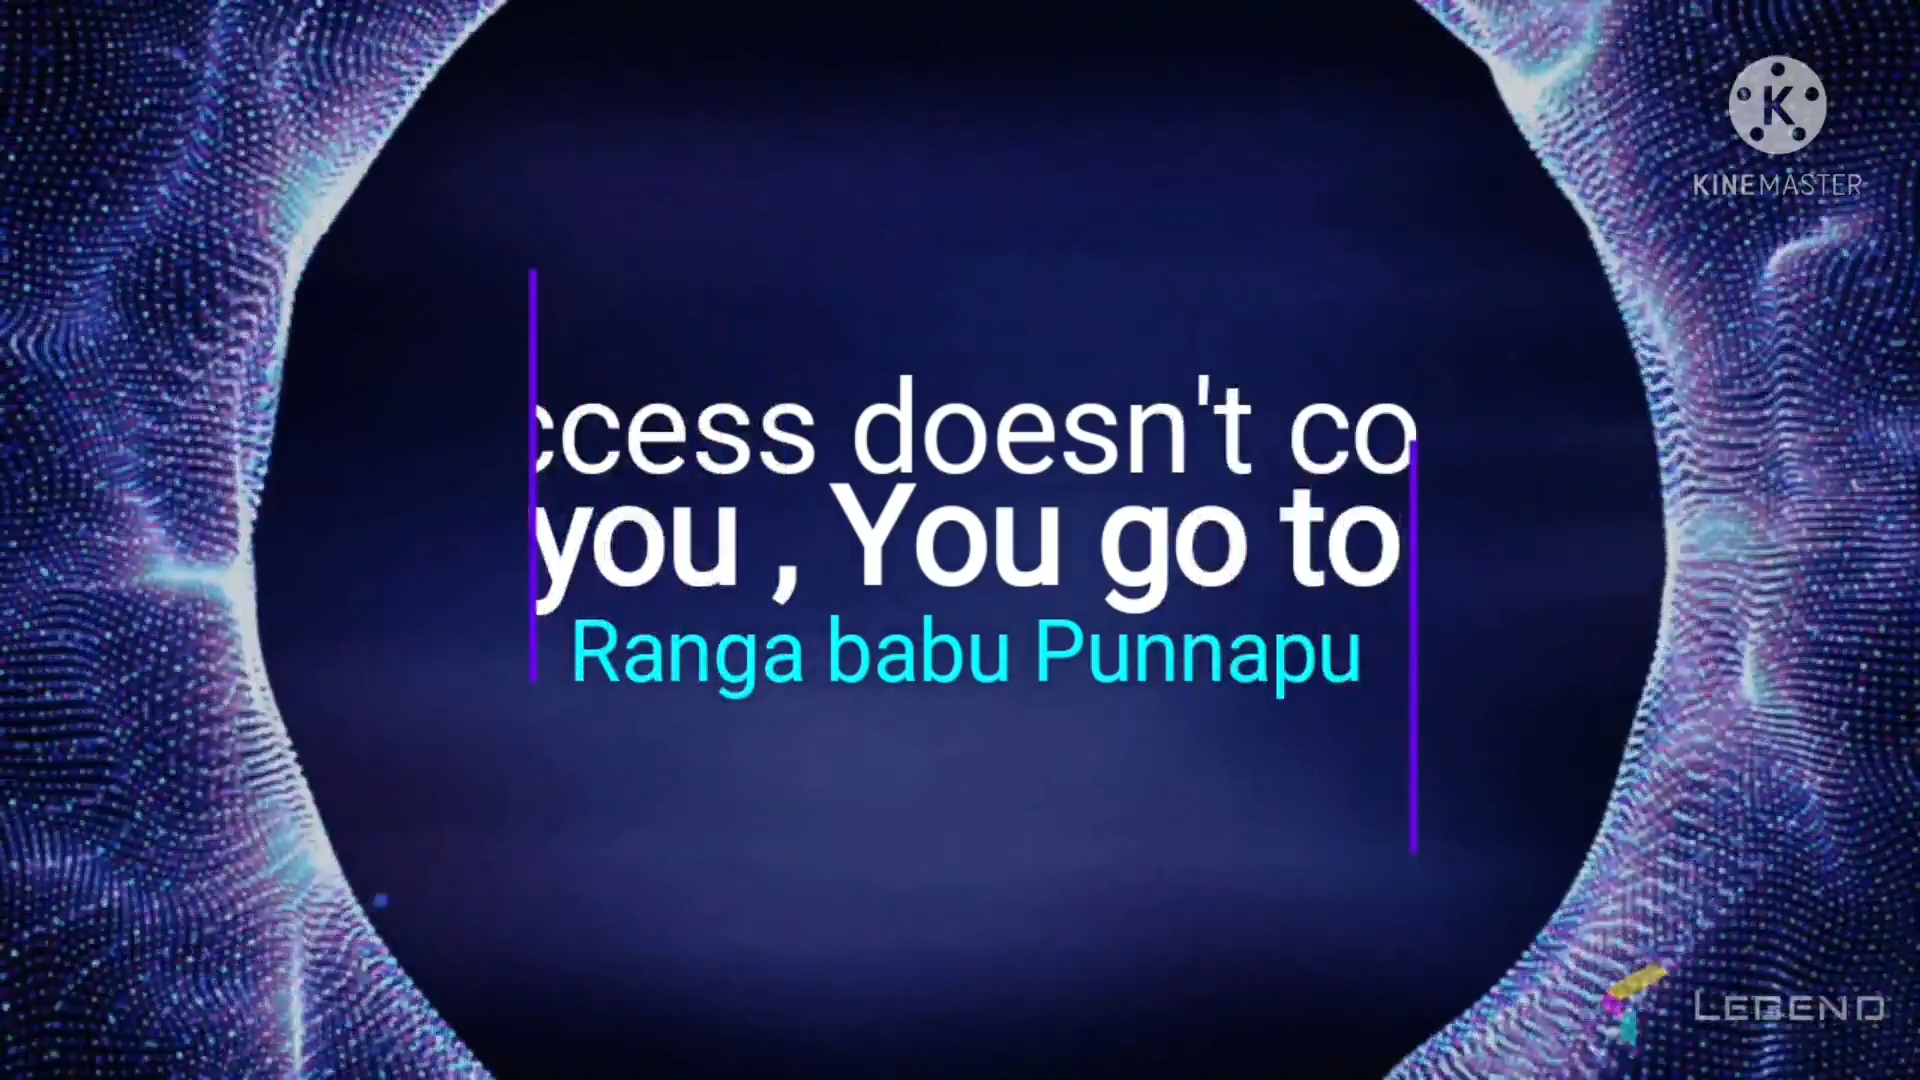 KINEMASTER
ccess doesn't co
you , You go to
Ranga babu Punnapu
LEGEND